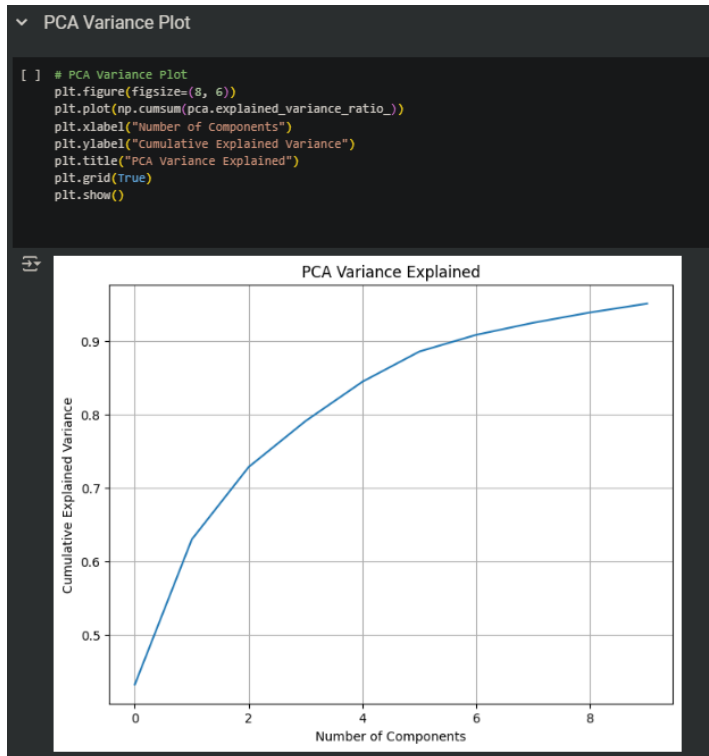 PCA Variance Plot
[ ] # PCA Variance Plot
plt.figure(figsize=(8, 6))
plt.plot(np.cumsum(pca.explained_variance_ratio_))
plt.xlabel("Number of Components")
plt.ylabel("Cumulative Explained Variance")
plt.title("PCA Variance Explained")
plt.grid(True)
plt.show()
PCA Variance Explained
Cumulative Explained Variance
0.9
0.8
0.7
0.6
0.5
0 2 4 6 8
Number of Components